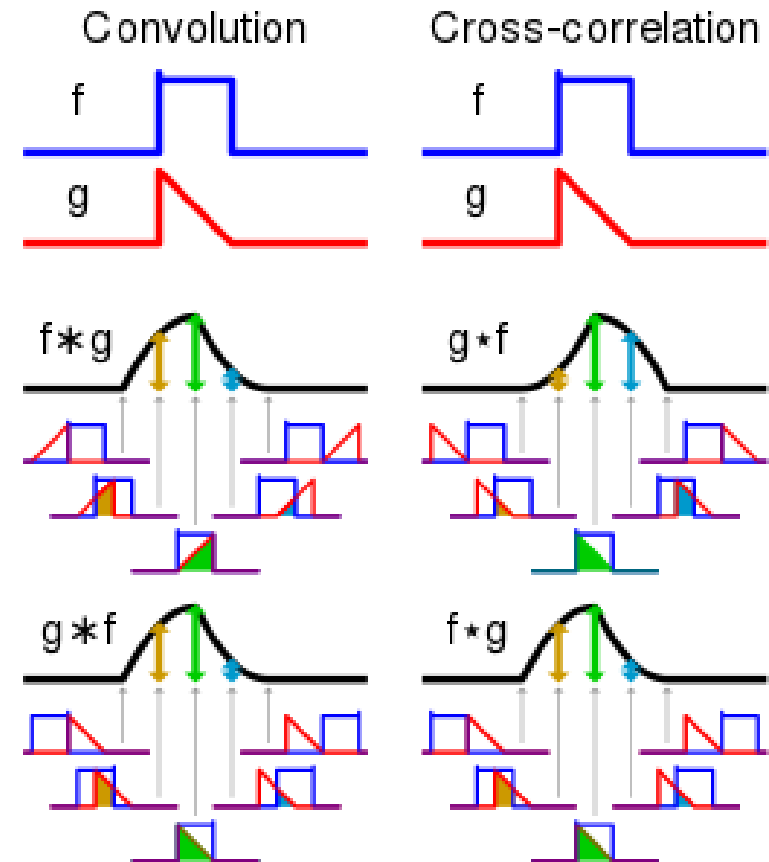 Convolution Cross-correlation
f f
g g
f∗g g⋆f
g∗f f⋆g